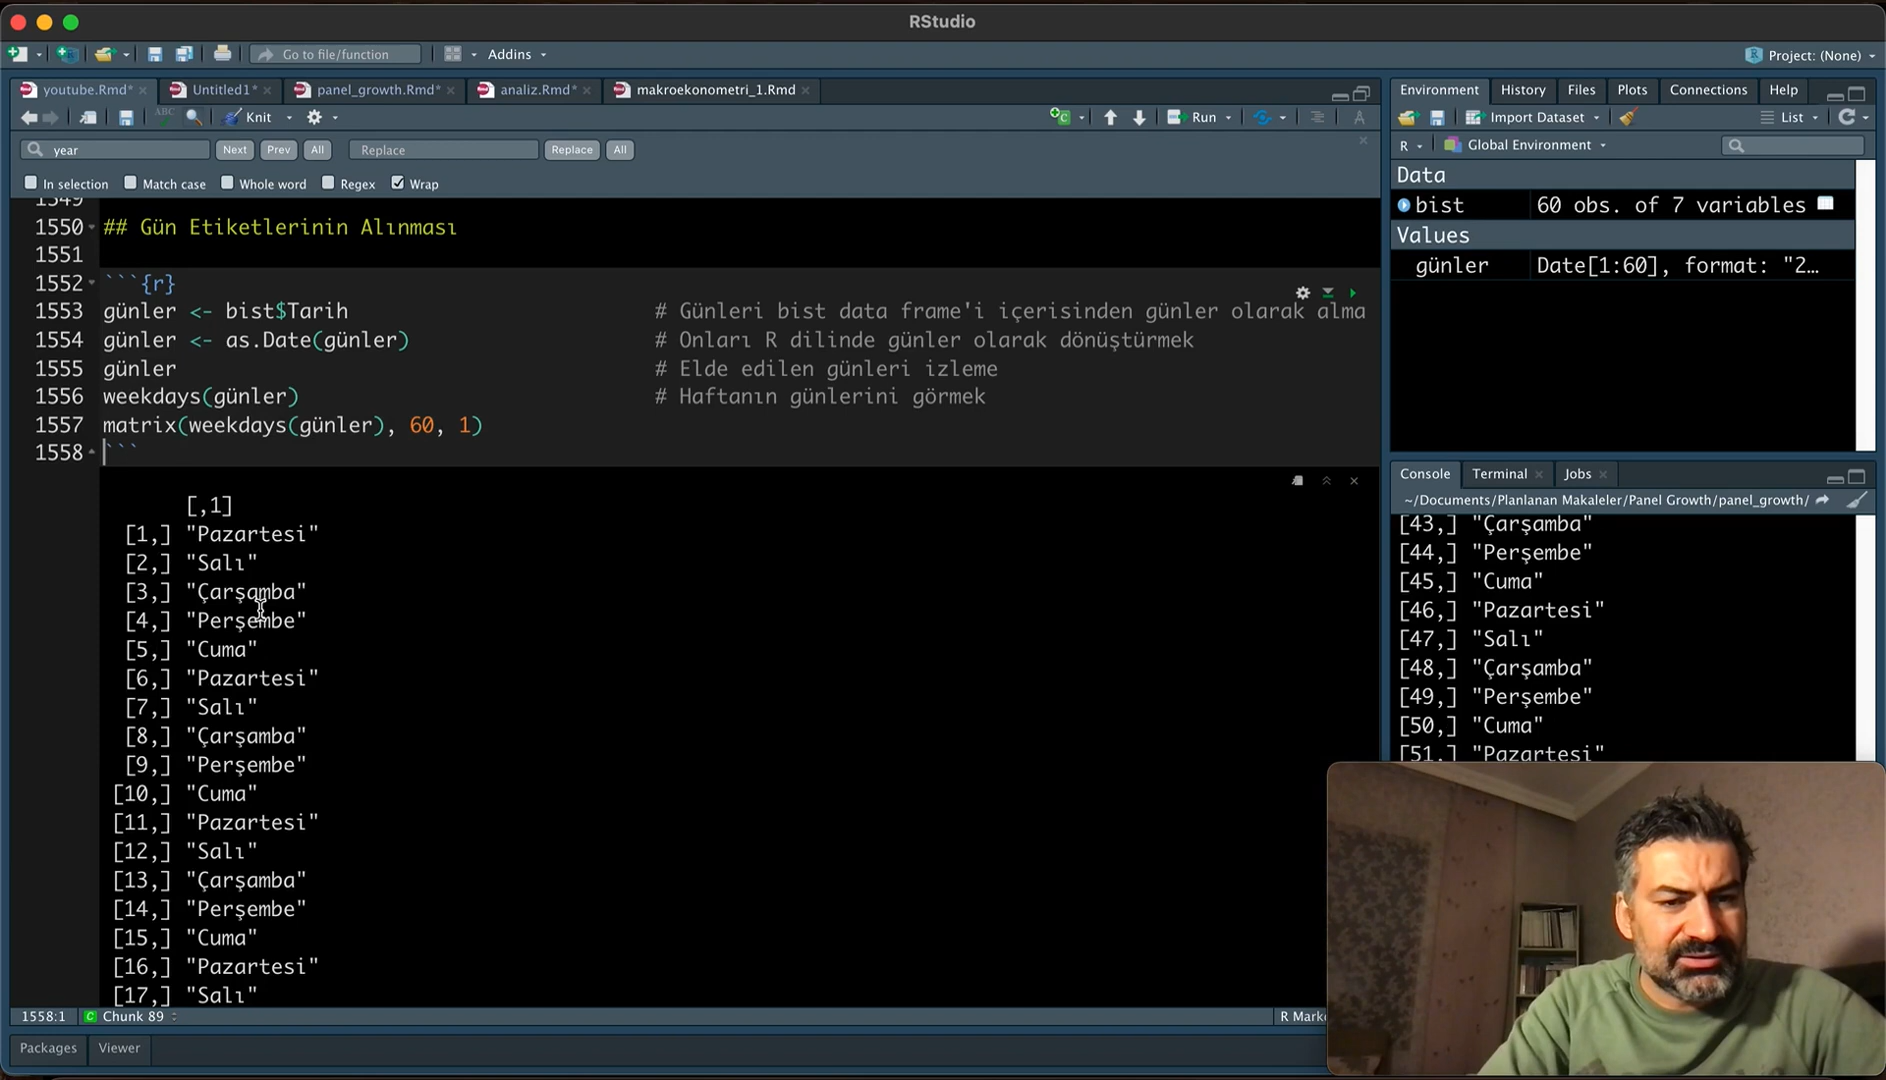 RStudio
Go to file/function
Addins
Project: (None)
youtube.Rmd*
Untitled1*
panel_growth.Rmd*
analiz.Rmd*
makroekonometri_1.Rmd
ABC
Knit
Run
year
Next
Prev
All
Replace
Replace
All
In selection
Match case
Whole word
Regex
Wrap
1549
1550 ## Gün Etiketlerinin Alınması
1551
1552 ```{r}
1553 günler <- bist$Tarih # Günleri bist data frame'i içerisinden günler olarak alma
1554 günler <- as.Date(günler) # Onları R dilinde günler olarak dönüştürmek
1555 günler # Elde edilen günleri izleme
1556 weekdays(günler) # Haftanın günlerini görmek
1557 matrix(weekdays(günler), 60, 1)
1558 ```
[,1]
[1,] "Pazartesi"
[2,] "Salı"
[3,] "Çarşamba"
[4,] "Perşembe"
[5,] "Cuma"
[6,] "Pazartesi"
[7,] "Salı"
[8,] "Çarşamba"
[9,] "Perşembe"
[10,] "Cuma"
[11,] "Pazartesi"
[12,] "Salı"
[13,] "Çarşamba"
[14,] "Perşembe"
[15,] "Cuma"
[16,] "Pazartesi"
[17,] "Salı"
1558:1
C Chunk 89
R Marke
Packages
Viewer
Environment
History
Files
Plots
Connections
Help
Import Dataset
List
R
Global Environment
Data
bist 60 obs. of 7 variables
Values
günler Date[1:60], format: "2…
Console
Terminal
Jobs
~/Documents/Planlanan Makaleler/Panel Growth/panel_growth/
[43,] "Çarşamba"
[44,] "Perşembe"
[45,] "Cuma"
[46,] "Pazartesi"
[47,] "Salı"
[48,] "Çarşamba"
[49,] "Perşembe"
[50,] "Cuma"
[51,] "Pazartesi"